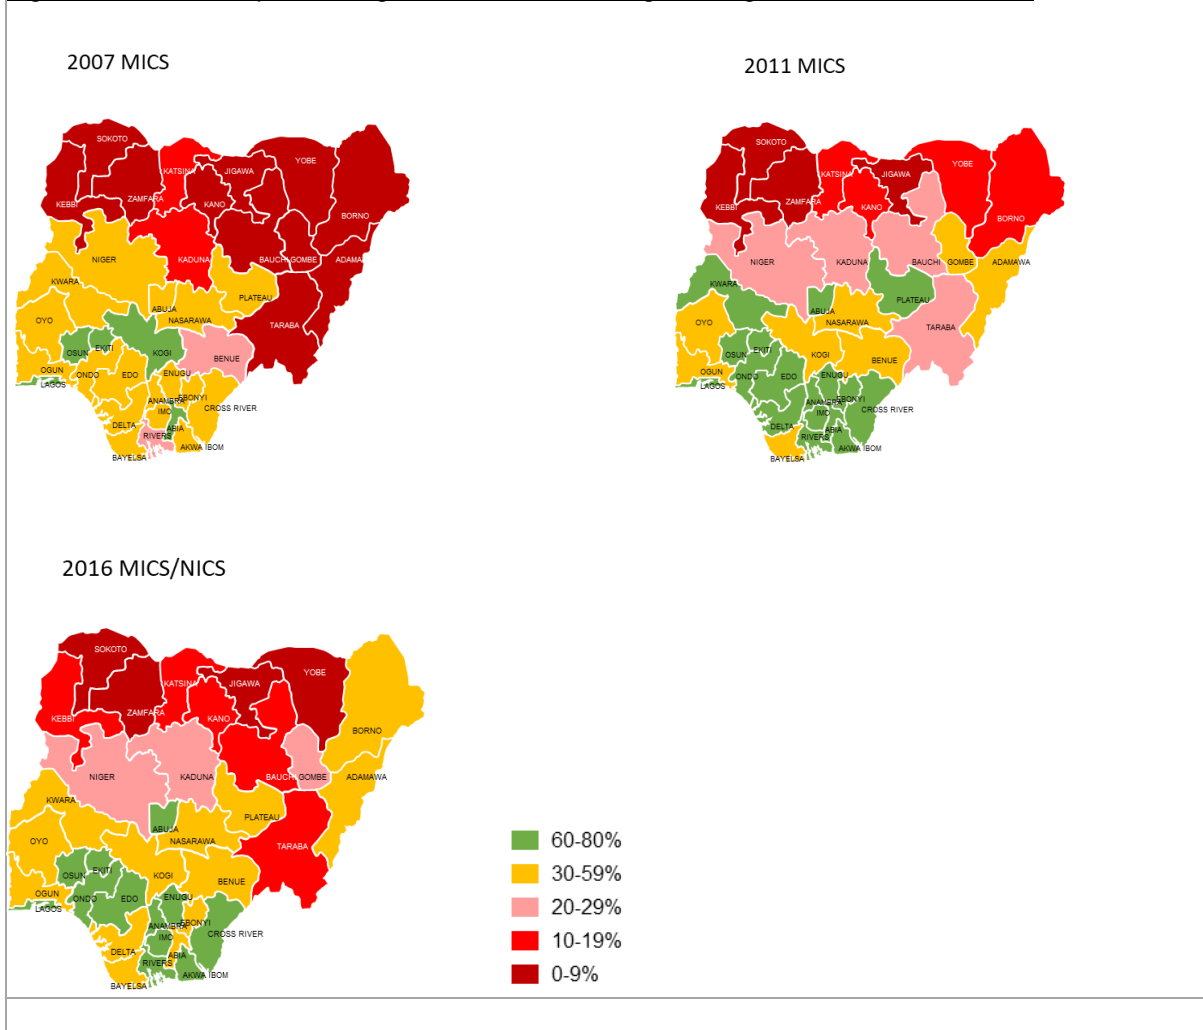 2007 MICS
2011 MICS
SOKOTO
YOBE
KATSINA
JIGAWA
ZAMFARA
KEBBI
KANO
BORNO
NIGER
KADUNA
BAUCHI
GOMBE
ADAMA
KWARA
PLATEAU
ABUJA
NASARAWA
OYO
TARABA
OSUN
EKITI
KOGI
BENUE
OGUN
ONDO
EDO
ENUGU
LAGOS
ANAMBRA
EBONYI
IMO
CROSS RIVER
DELTA
ABIA
RIVERS
AKWA IBOM
BAYELSA
SOKOTO
YOBE
KATSINA
JIGAWA
ZAMFARA
KEBBI
KANO
BORNO
NIGER
KADUNA
BAUCHI
GOMBE
ADAMAWA
KWARA
PLATEAU
ABUJA
NASARAWA
OYO
TARABA
OSUN
EKITI
KOGI
BENUE
OGUN
ONDO
EDO
ENUGU
LAGOS
ANAMBRA
EBONYI
IMO
CROSS RIVER
DELTA
ABIA
RIVERS
AKWA IBOM
BAYELSA
2016 MICS/NICS
SOKOTO
YOBE
KATSINA
JIGAWA
ZAMFARA
KEBBI
KANO
BORNO
NIGER
KADUNA
BAUCHI
GOMBE
ADAMAWA
KWARA
PLATEAU
ABUJA
NASARAWA
OYO
TARABA
OSUN
EKITI
KOGI
BENUE
OGUN
ONDO
EDO
ENUGU
LAGOS
ANAMBRA
EBONYI
IMO
CROSS RIVER
DELTA
ABIA
RIVERS
AKWA IBOM
BAYELSA
60-80%
30-59%
20-29%
10-19%
0-9%